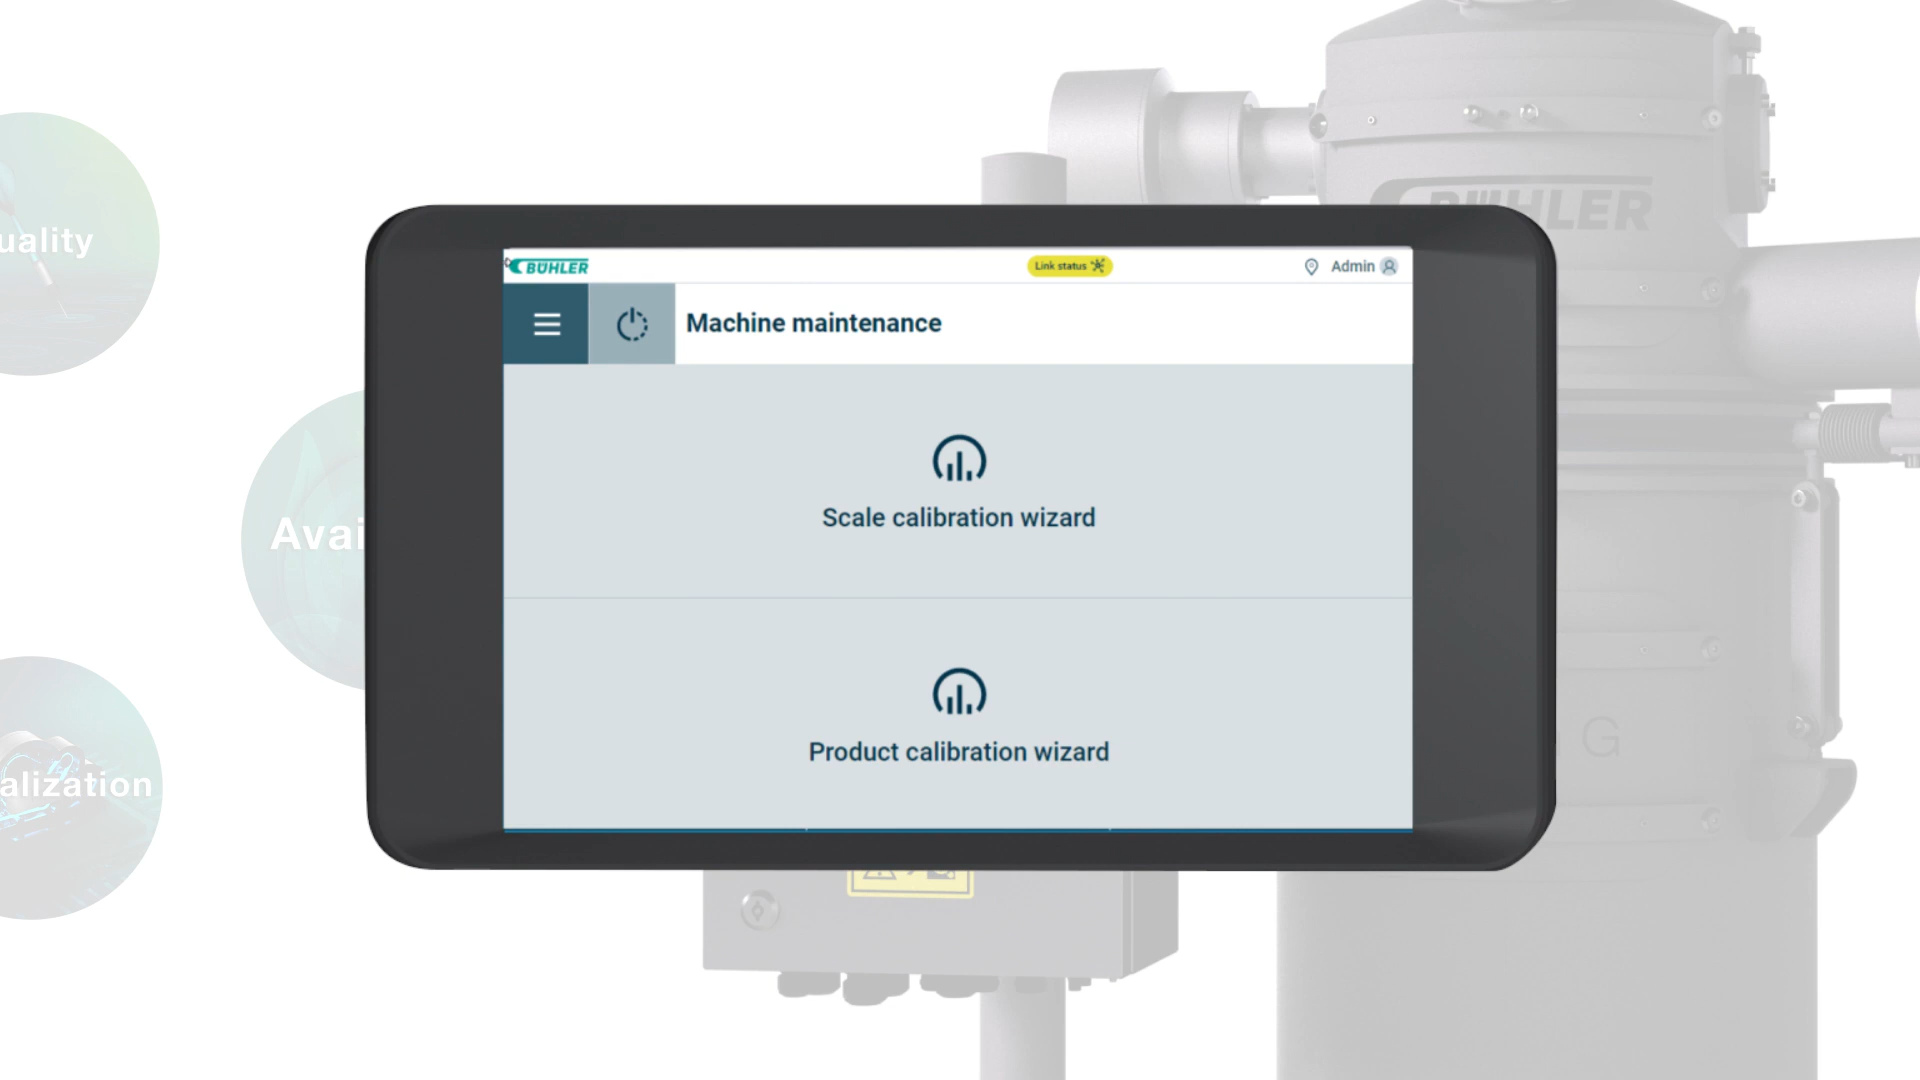 uality
Avai
alization
BÜHLER
BÜHLER
Link status
Admin
Machine maintenance
Scale calibration wizard
Product calibration wizard
G